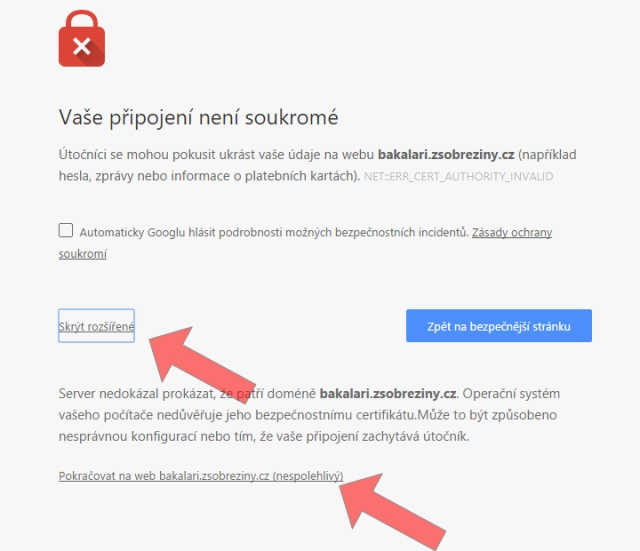 Vaše připojení není soukromé
Útočníci se mohou pokusit ukrást vaše údaje na webu bakalari.zsobreziny.cz (například
hesla, zprávy nebo informace o platebních kartách). NET::ERR_CERT_AUTHORITY_INVALID
Automaticky Googlu hlásit podrobnosti možných bezpečnostních incidentů. Zásady ochrany
soukromí
Skrýt rozšířené
Zpět na bezpečnější stránku
Server nedokázal prokázat, že patří doméně bakalari.zsobreziny.cz. Operační systém
vašeho počítače nedůvěřuje jeho bezpečnostnímu certifikátu.Může to být způsobeno
nesprávnou konfigurací nebo tím, že vaše připojení zachytává útočník.
Pokračovat na web bakalari.zsobreziny.cz (nespolehlivý)